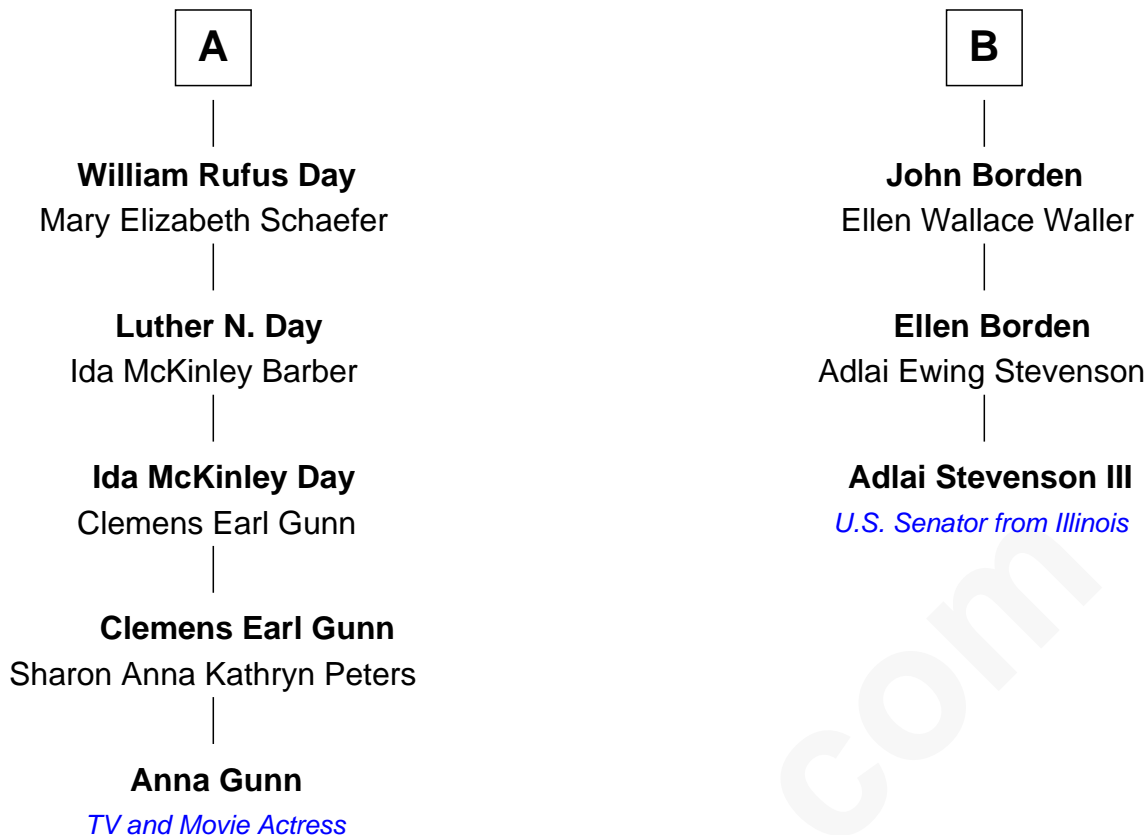 A
William Rufus Day
Mary Elizabeth Schaefer
Luther N. Day
Ida McKinley Barber
Ida McKinley Day
Clemens Earl Gunn
Clemens Earl Gunn
Sharon Anna Kathryn Peters
Anna Gunn
TV and Movie Actress
B
John Borden
Ellen Wallace Waller
Ellen Borden
Adlai Ewing Stevenson
Adlai Stevenson III
U.S. Senator from Illinois
com